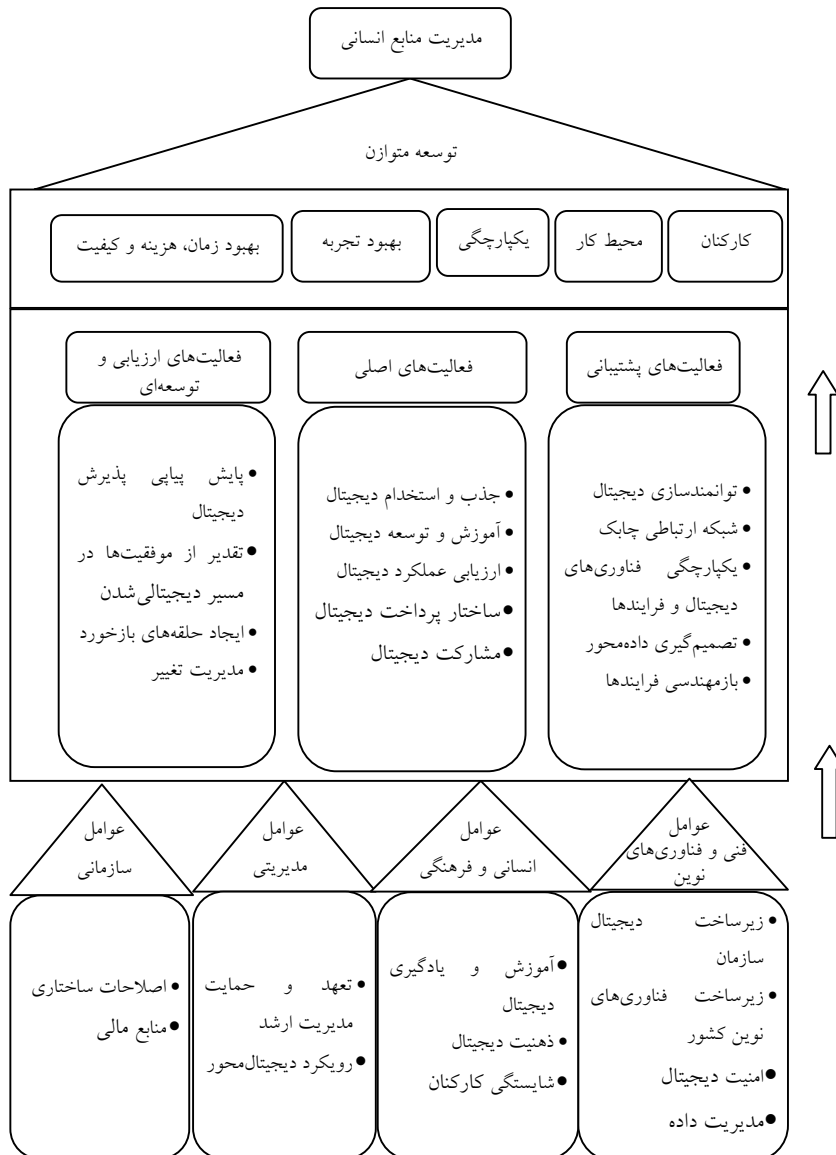 مدیریت منابع انسانی
توسعه متوازن
کارکنان
محیط کار
یکپارچگی
بهبود تجربه
بهبود زمان، هزینه و کیفیت
فعالیت‌های پشتیبانی
• توانمندسازی دیجیتال
• شبکه ارتباطی چابک
• یکپارچگی فناوری‌های
دیجیتال و فرایندها
• تصمیم‌گیری داده‌محور
• بازمهندسی فرایندها
فعالیت‌های اصلی
• جذب و استخدام دیجیتال
• آموزش و توسعه دیجیتال
• ارزیابی عملکرد دیجیتال
• ساختار پرداخت دیجیتال
• مشارکت دیجیتال
فعالیت‌های ارزیابی و
توسعه‌ای
• پایش پیاپی پذیرش
دیجیتال
• تقدیر از موفقیت‌ها در
مسیر دیجیتالی‌شدن
• ایجاد حلقه‌های بازخورد
• مدیریت تغییر
عوامل
فنی و فناوری‌های
نوین
• زیرساخت دیجیتال
سازمان
• زیرساخت فناوری‌های
نوین کشور
• امنیت دیجیتال
• مدیریت داده
عوامل
انسانی و فرهنگی
• آموزش و یادگیری
دیجیتال
• ذهنیت دیجیتال
• شایستگی کارکنان
عوامل
مدیریتی
• تعهد و حمایت
مدیریت ارشد
• رویکرد دیجیتال‌محور
عوامل
سازمانی
• اصلاحات ساختاری
• منابع مالی